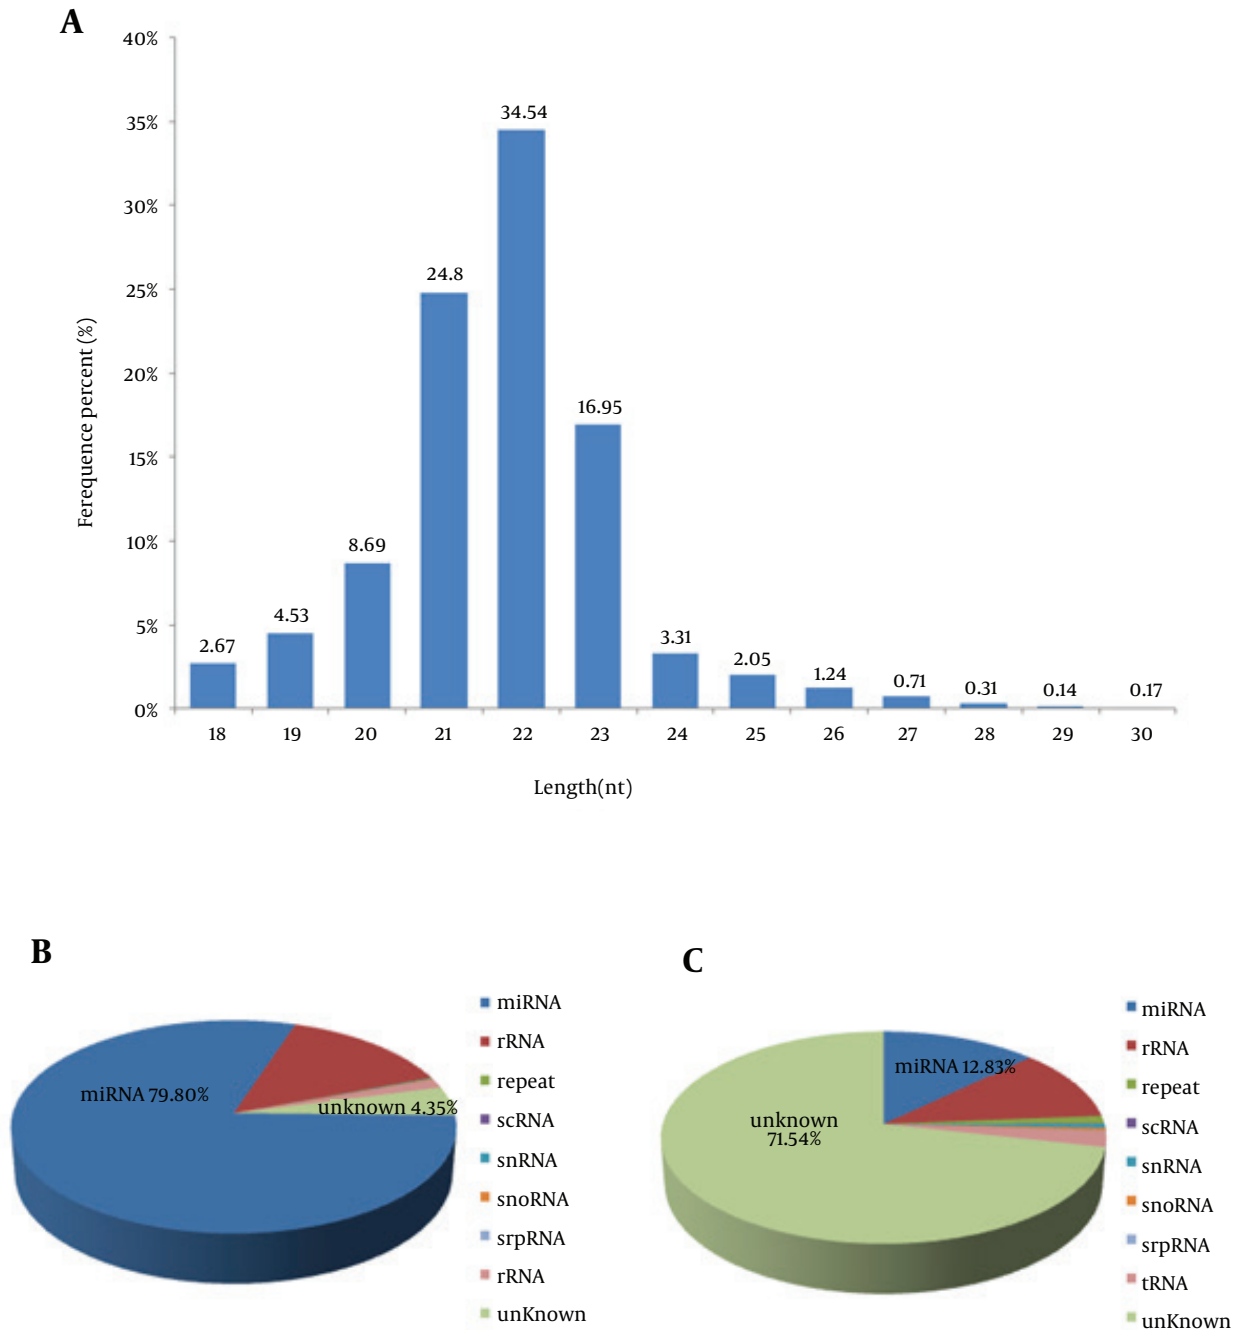 A
40%
35%
30%
25%
20%
15%
10%
5%
0%
Ferequence percent (%)
2.67
4.53
8.69
24.8
34.54
16.95
3.31
2.05
1.24
0.71
0.31
0.14
0.17
18 19 20 21 22 23 24 25 26 27 28 29 30
Length(nt)
B
miRNA 79.80%
unknown 4.35%
miRNA
rRNA
repeat
scRNA
snRNA
snoRNA
srpRNA
rRNA
unKnown
C
miRNA 12.83%
unknown
71.54%
miRNA
rRNA
repeat
scRNA
snRNA
snoRNA
srpRNA
tRNA
unKnown